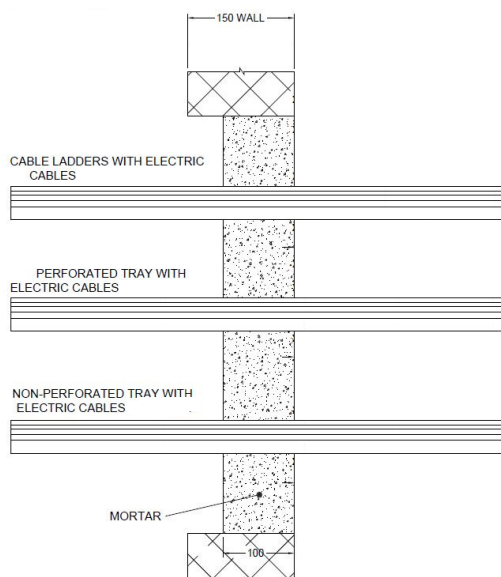 150 WALL
CABLE LADDERS WITH ELECTRIC
CABLES
PERFORATED TRAY WITH
ELECTRIC CABLES
NON-PERFORATED TRAY WITH
ELECTRIC CABLES
MORTAR
100